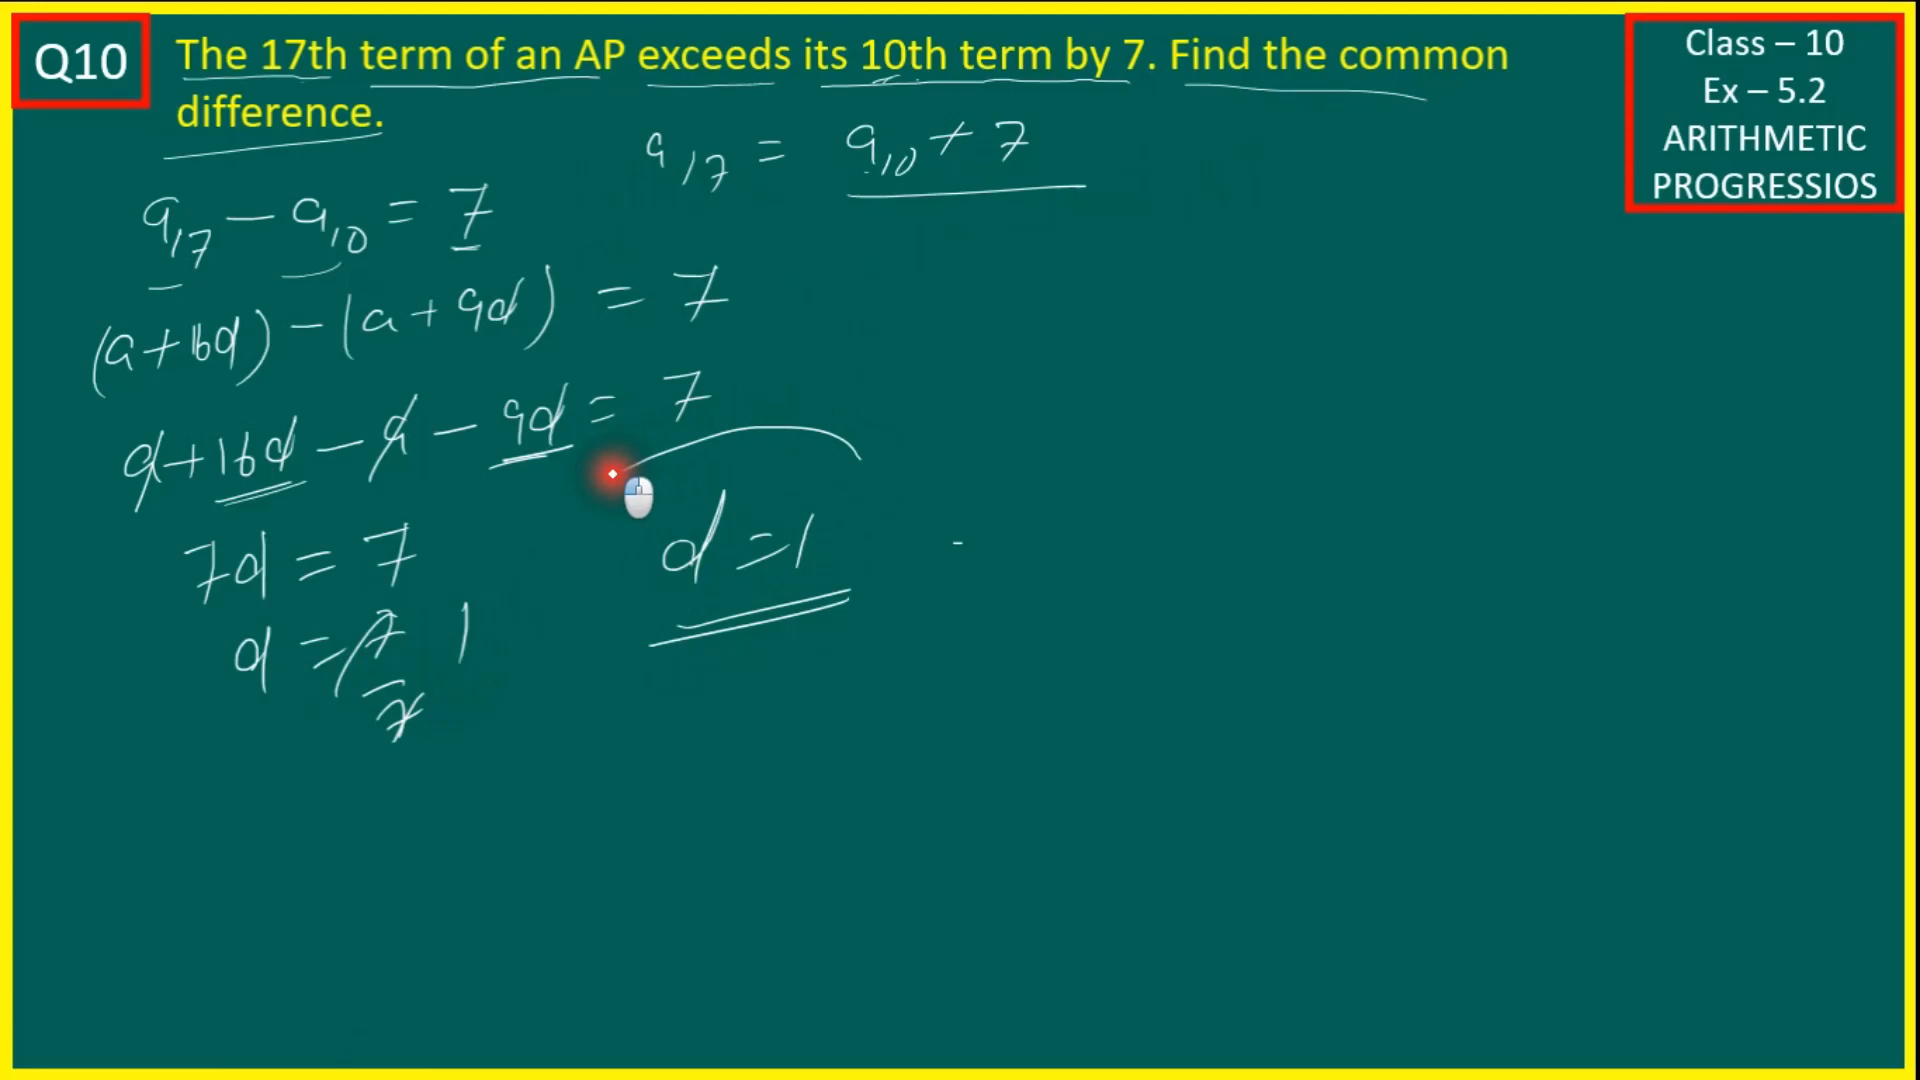 Q10
The 17th term of an AP exceeds its 10th term by 7. Find the common
difference.
Class – 10
Ex – 5.2
ARITHMETIC
PROGRESSIOS
a17 = a10 + 7
a17 – a10 = 7
(a+16d) – (a+9d) = 7
a+16d – a – 9d = 7
7d = 7
d = 7/7 1
d = 1